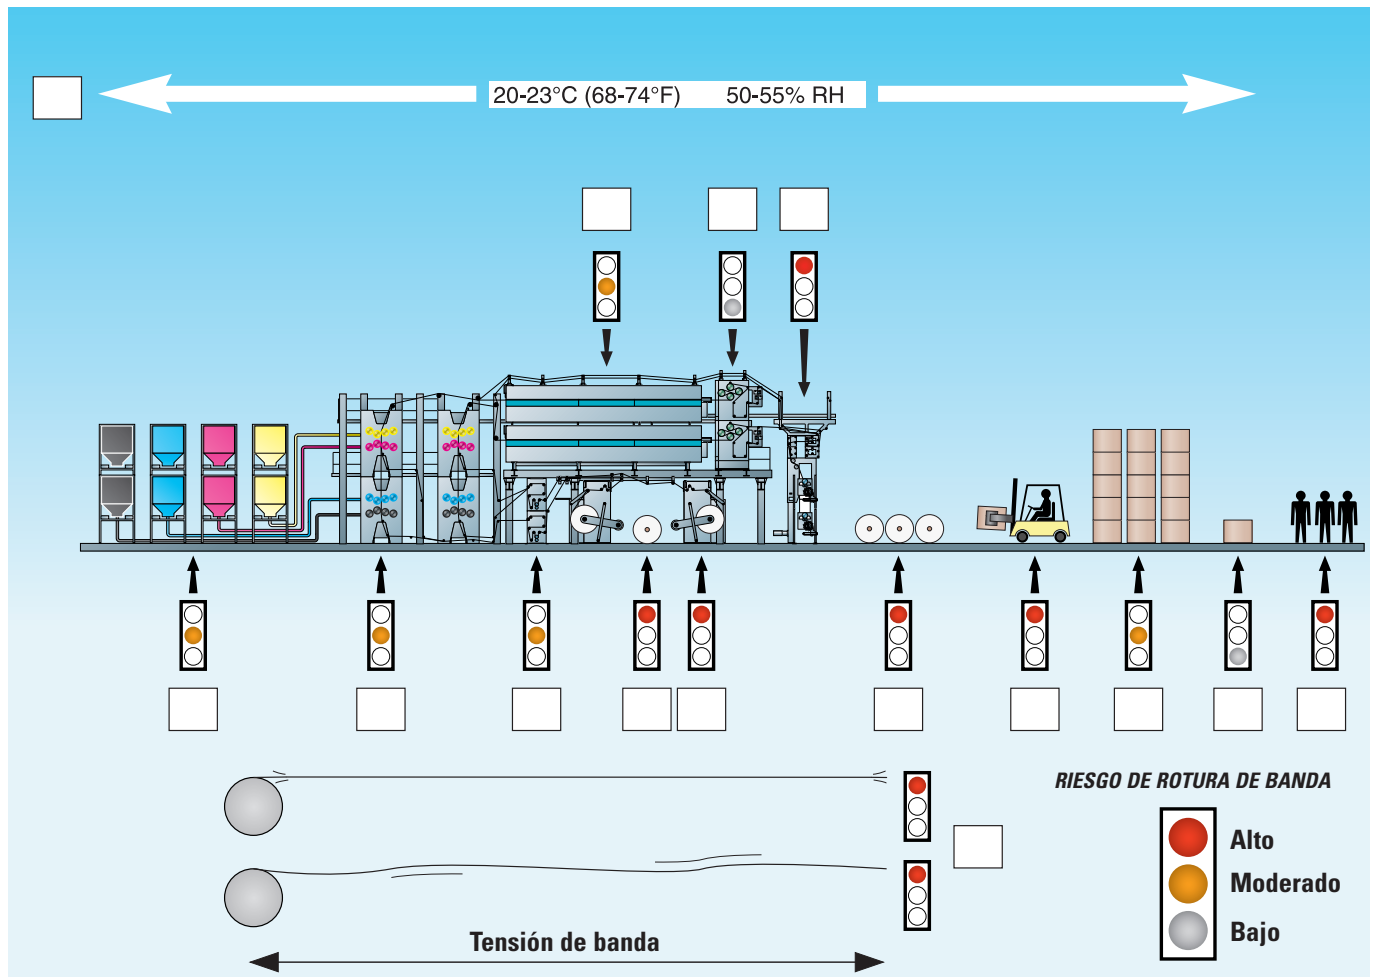 20-23°C (68-74°F) 50-55% RH
RIESGO DE ROTURA DE BANDA
Alto
Moderado
Bajo
Tensión de banda